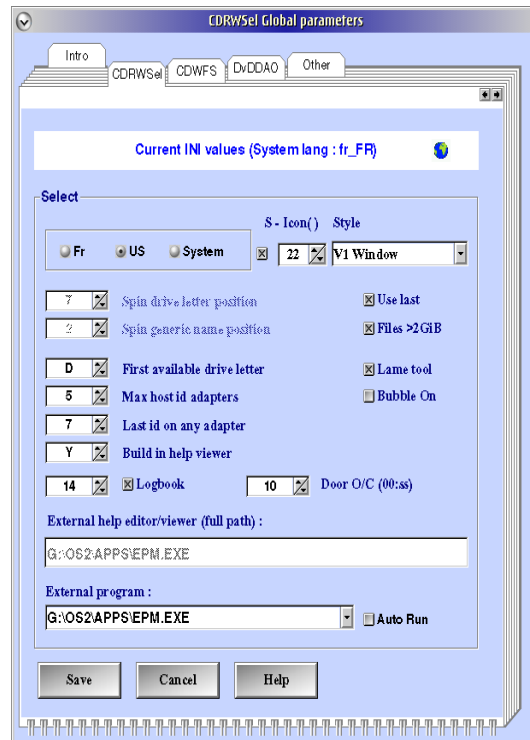 CDRWSel Global parameters
Intro
CDRWSel
CDWFS
DvDDAO
Other
Current INI values (System lang : fr_FR)
Select
S - Icon() Style
Fr US System 22 V1 Window
7 Spin drive letter position Use last
2 Spin generic name position Files >2GiB
D First available drive letter Lame tool
5 Max host id adapters Bubble On
7 Last id on any adapter
Y Build in help viewer
14 Logbook 10 Door O/C (00:ss)
External help editor/viewer (full path) :
G:\OS2\APPS\EPM.EXE
External program :
G:\OS2\APPS\EPM.EXE Auto Run
Save Cancel Help